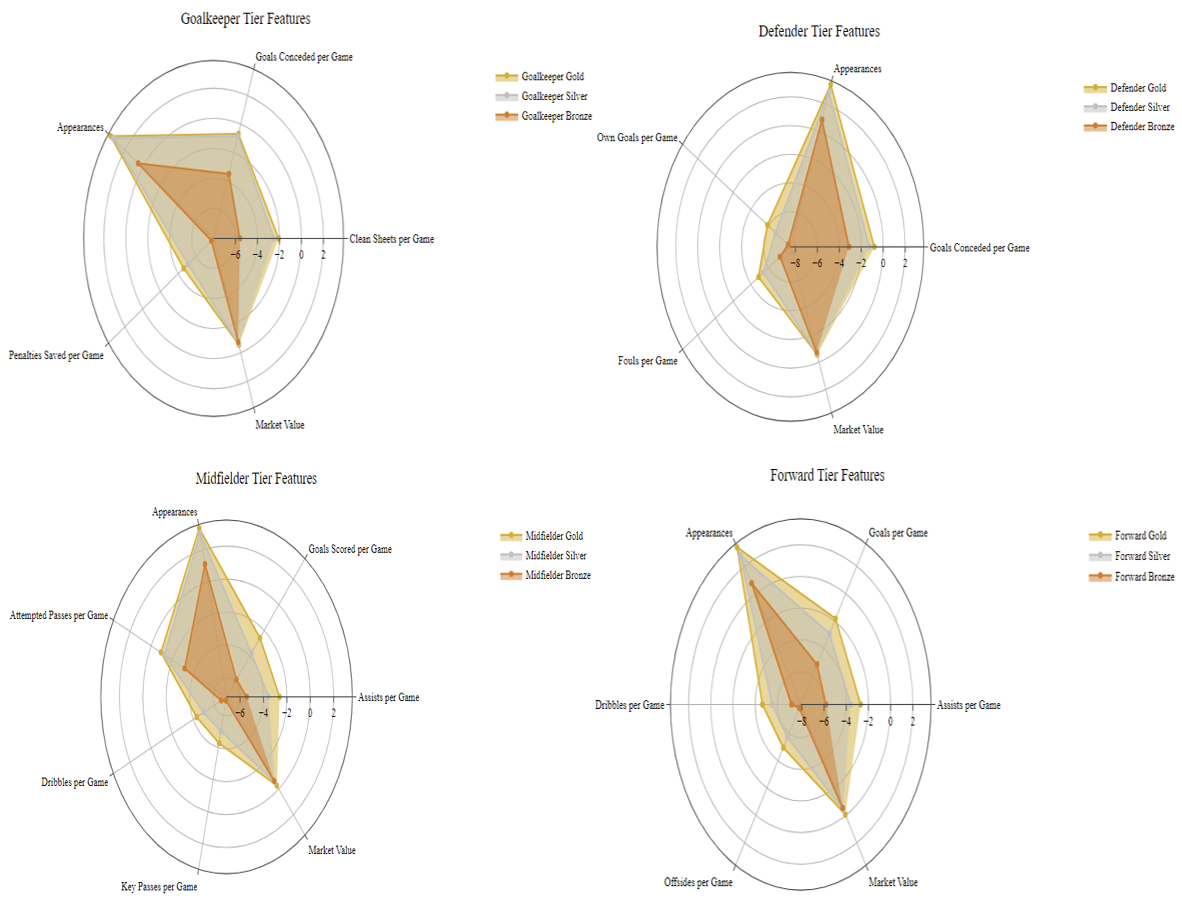 Goalkeeper Tier Features
Goals Conceded per Game
Appearances
Clean Sheets per Game
−6 −4 −2 0 2
Penalties Saved per Game
Market Value
Goalkeeper Gold
Goalkeeper Silver
Goalkeeper Bronze
Defender Tier Features
Appearances
Own Goals per Game
Goals Conceded per Game
−8 −6 −4 −2 0 2
Fouls per Game
Market Value
Defender Gold
Defender Silver
Defender Bronze
Midfielder Tier Features
Appearances
Goals Scored per Game
Attempted Passes per Game
Assists per Game
−6 −4 −2 0 2
Dribbles per Game
Market Value
Key Passes per Game
Midfielder Gold
Midfielder Silver
Midfielder Bronze
Forward Tier Features
Appearances
Goals per Game
Dribbles per Game
Assists per Game
−8 −6 −4 −2 0 2
Offsides per Game
Market Value
Forward Gold
Forward Silver
Forward Bronze